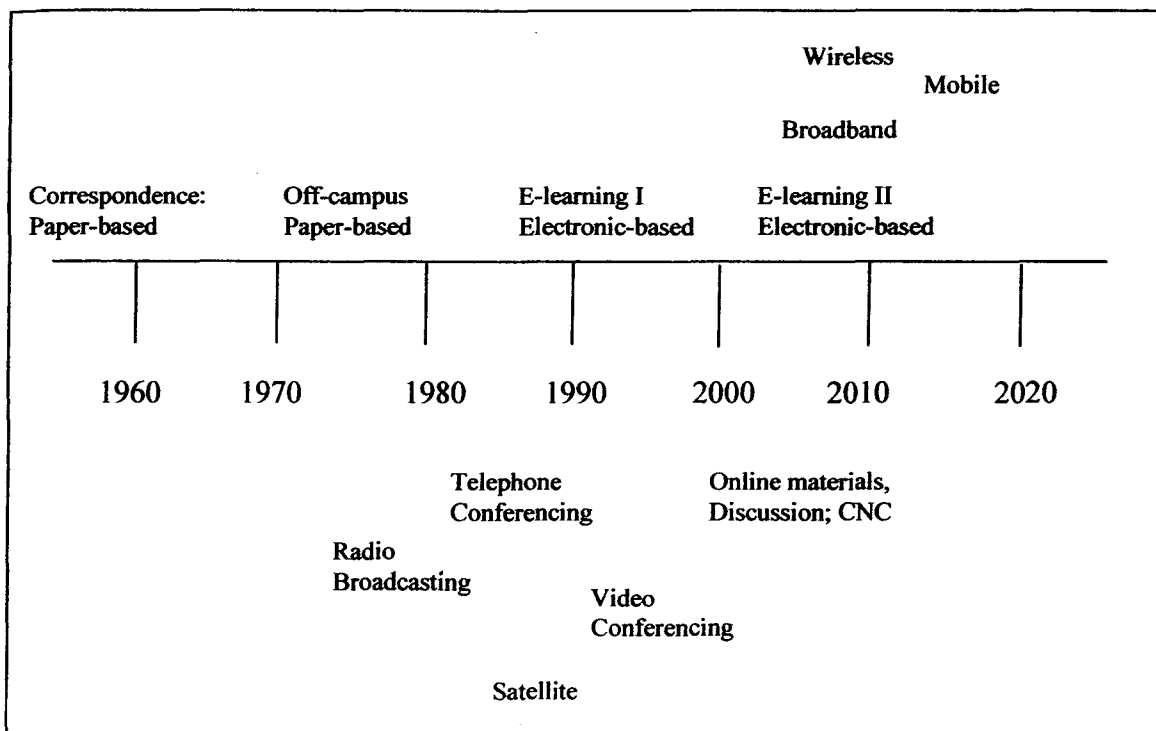 Wireless
Mobile
Broadband
Correspondence:
Paper-based
Off-campus
Paper-based
E-learning I
Electronic-based
E-learning II
Electronic-based
1960
1970
1980
1990
2000
2010
2020
Telephone
Conferencing
Online materials,
Discussion; CNC
Radio
Broadcasting
Video
Conferencing
Satellite